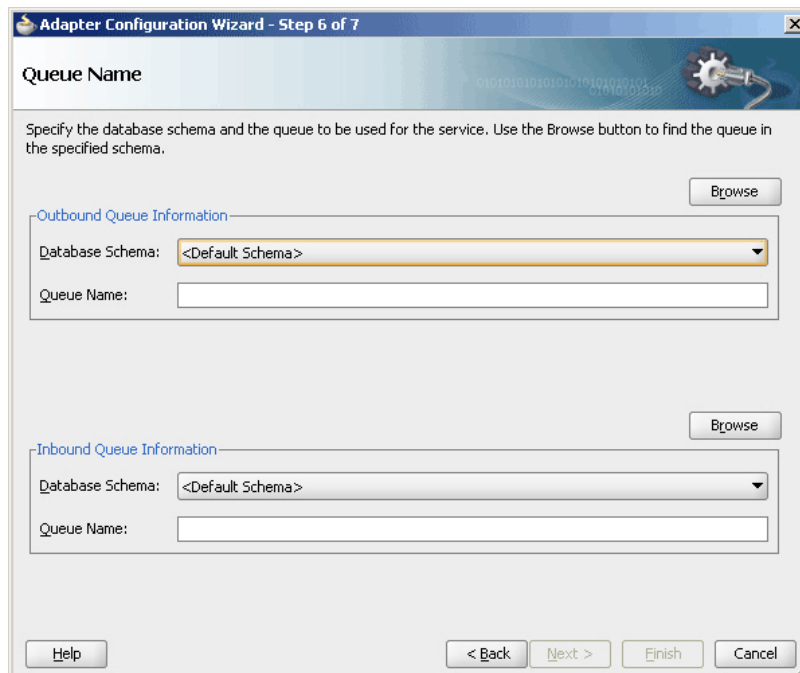 Adapter Configuration Wizard - Step 6 of 7
Queue Name
Specify the database schema and the queue to be used for the service. Use the Browse button to find the queue in
the specified schema.
Browse
Outbound Queue Information
Database Schema: <Default Schema>
Queue Name:
Browse
Inbound Queue Information
Database Schema: <Default Schema>
Queue Name:
Help < Back Next > Finish Cancel